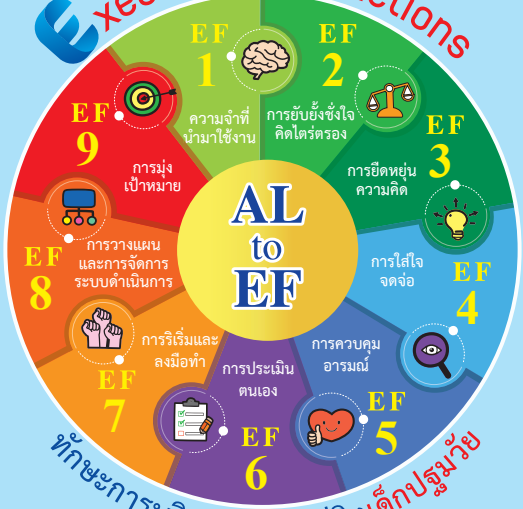 AL
to
EF
EF
1
ความจำที่
นำมาใช้งาน
EF
2
การยับยั้งชั่งใจ
คิดไตร่ตรอง
EF
3
การยืดหยุ่น
ความคิด
EF
4
การใส่ใจ
จดจ่อ
EF
5
การควบคุม
อารมณ์
EF
6
การประเมิน
ตนเอง
EF
7
การริเริ่มและ
ลงมือทำ
EF
8
การวางแผน
และการจัดการ
ระบบดำเนินการ
EF
9
การมุ่ง
เป้าหมาย
เด็กปฐมวัย